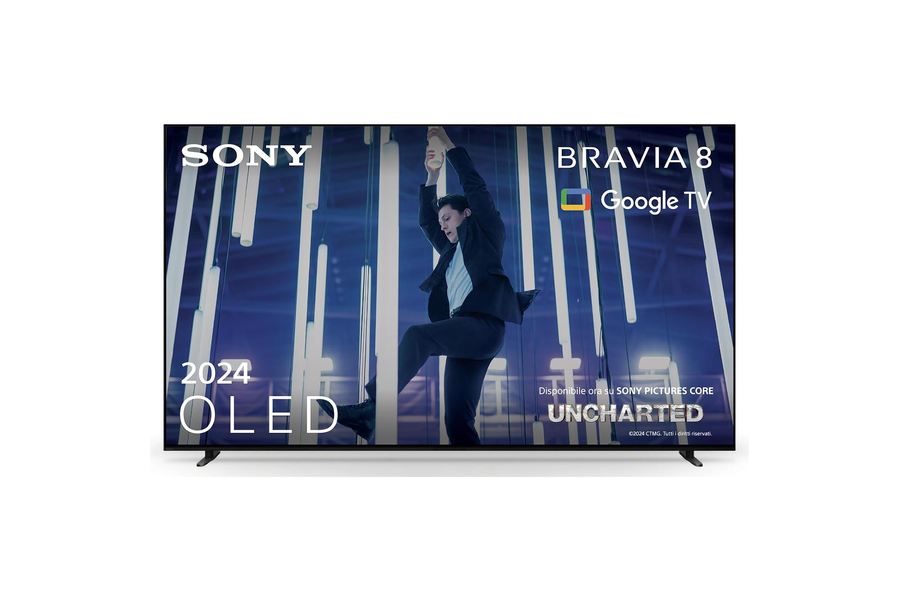 SONY
BRAVIA 8
Google TV
2024
OLED
Disponibile ora su SONY PICTURES CORE
UNCHARTED
©2024 CTMG. Tutti i diritti riservati.